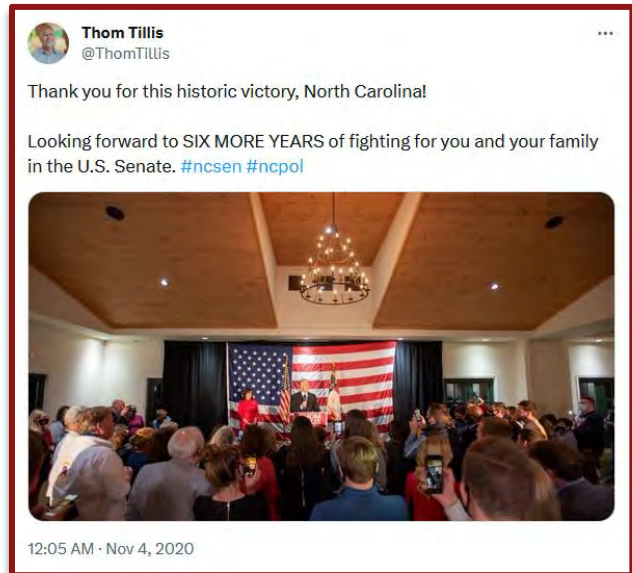 Thom Tillis
@ThomTillis
Thank you for this historic victory, North Carolina!
Looking forward to SIX MORE YEARS of fighting for you and your family
in the U.S. Senate. #ncsen #ncpol
THOM
12:05 AM · Nov 4, 2020